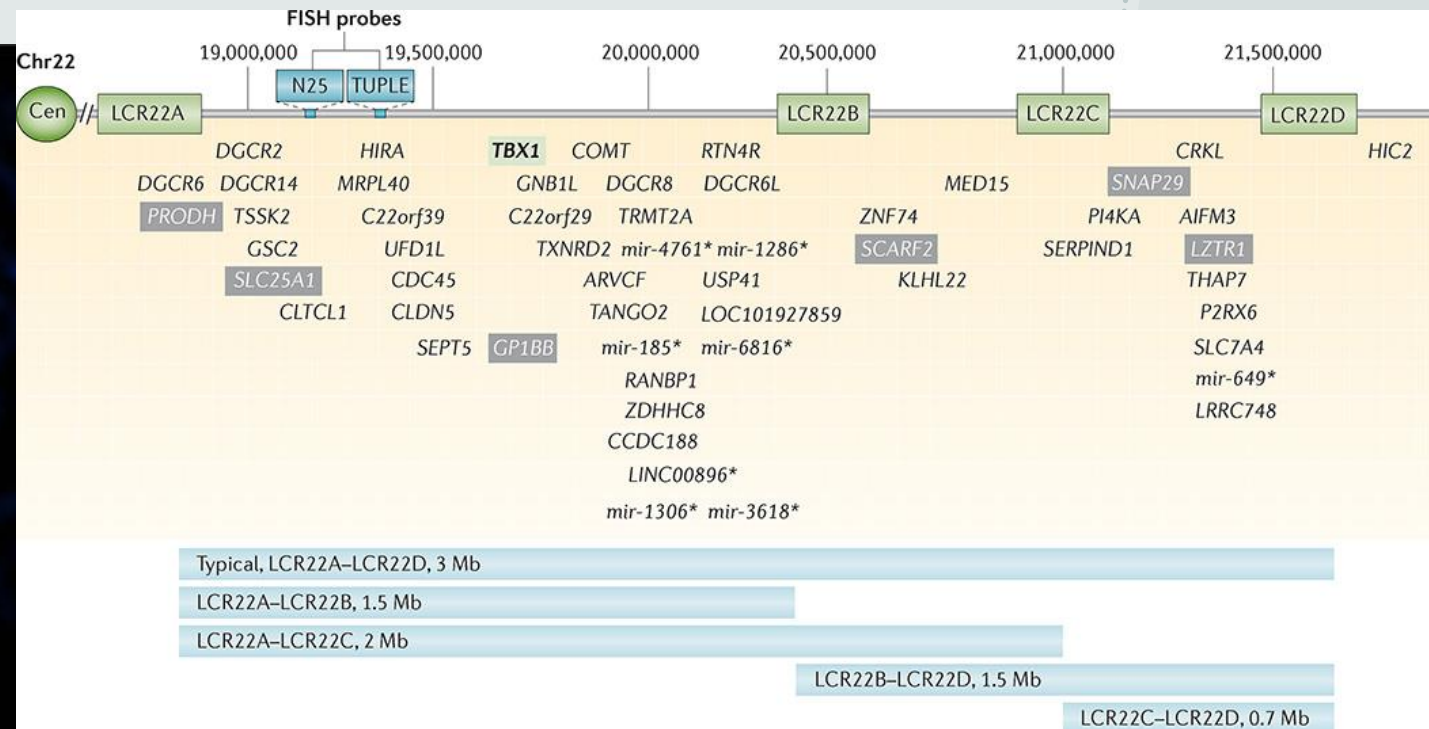 FISH probes
Chr22
19,000,000 19,500,000 20,000,000 20,500,000 21,000,000 21,500,000
N25 TUPLE
Cen // LCR22A LCR22B LCR22C LCR22D
DGCR2 HIRA TBX1 COMT RTN4R CRKL HIC2
DGCR6 DGCR14 MRPL40 GNB1L DGCR8 DGCR6L MED15 SNAP29
PRODH TSSK2 C22orf39 C22orf29 TRMT2A ZNF74 PI4KA AIFM3
GSC2 UFD1L TXNRD2 mir-4761* mir-1286* SCARF2 SERPIND1 LZTR1
SLC25A1 CDC45 ARVCF USP41 KLHL22 THAP7
CLTCL1 CLDN5 TANGO2 LOC101927859 P2RX6
SEPT5 GP1BB mir-185* mir-6816* SLC7A4
RANBP1 mir-649*
ZDHHC8 LRRC748
CCDC188
LINC00896*
mir-1306* mir-3618*
Typical, LCR22A–LCR22D, 3 Mb
LCR22A–LCR22B, 1.5 Mb
LCR22A–LCR22C, 2 Mb
LCR22B–LCR22D, 1.5 Mb
LCR22C–LCR22D, 0.7 Mb